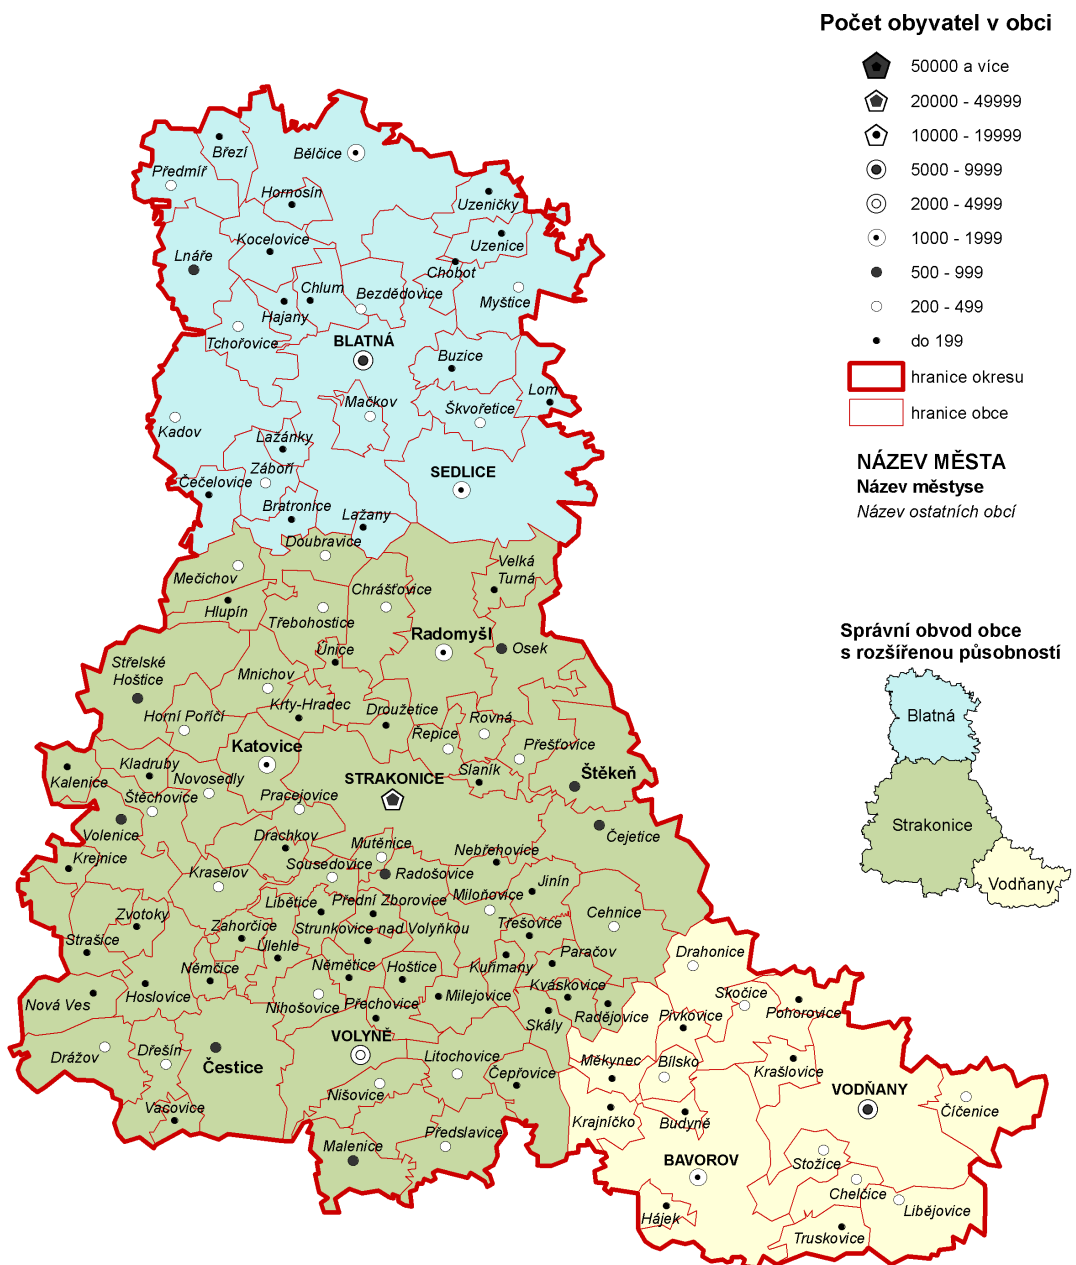 Počet obyvatel v obci
50000 a více
20000 - 49999
10000 - 19999
5000 - 9999
2000 - 4999
1000 - 1999
500 - 999
200 - 499
do 199
hranice okresu
hranice obce
NÁZEV MĚSTA
Název městyse
Název ostatních obcí
Správní obvod obce
s rozšířenou působností
Blatná
Strakonice
Vodňany
Březí
Bělčice
Předmíř
Hornosín
Uzeničky
Kocelovice
Uzenice
Lnáře
Chobot
Chlum
Bezdědovice
Myštice
Hajany
Tchořovice
BLATNÁ
Buzice
Lom
Mačkov
Škvořetice
Kadov
Lažánky
Záboří
SEDLICE
Čečelovice
Bratronice
Lažany
Doubravice
Velká
Turná
Mečichov
Chrášťovice
Hlupín
Třebohostice
Radomyšl
Únice
Osek
Střelské
Hoštice
Mnichov
Krty-Hradec
Droužetice
Horní Poříčí
Rovná
Řepice
Katovice
Přešťovice
Kladruby
Slaník
Štěkeň
Kalenice
Novosedly
STRAKONICE
Štěchovice
Pracejovice
Volenice
Drachkov
Mutěnice
Čejetice
Nebřehovice
Krejnice
Sousedovice
Kraselov
Radošovice
Jinín
Miloňovice
Libětice
Přední Zborovice
Cehnice
Zvotoky
Zahorčice
Strunkovice nad Volyňkou
Třešovice
Strašice
Úlehle
Paračov
Drahonice
Němčice
Němětice
Hoštice
Kuřimany
Kváskovice
Skočice
Nová Ves
Hoslovice
Nihošovice
Přechovice
Milejovice
Radějovice
Pivkovice
Pohorovice
Skály
VOLYNĚ
Drážov
Dřešín
Čestice
Litochovice
Čepřovice
Měkynec
Bílsko
Krašlovice
Nišovice
VODŇANY
Číčenice
Vacovice
Krajníčko
Budyně
Malenice
Předslavice
BAVOROV
Stožice
Chelčice
Libějovice
Hájek
Truskovice